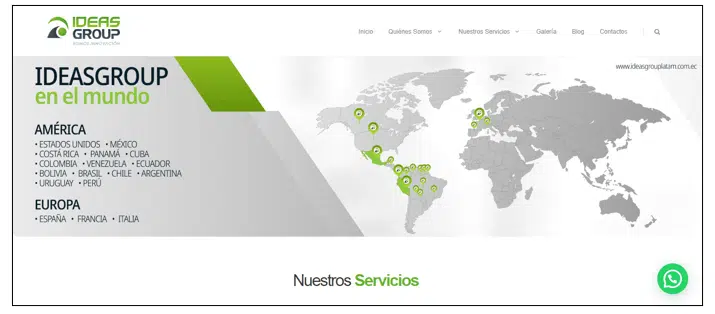 IDEAS
GROUP
Inicio Quiénes Somos Nuestros Servicios Galería Blog Contactos
www.ideasgrouplatam.com.ec
IDEASGROUP
en el mundo
AMÉRICA
• ESTADOS UNIDOS • MÉXICO
• COSTA RICA • PANAMÁ • CUBA
• COLOMBIA • VENEZUELA • ECUADOR
• BOLIVIA • BRASIL • CHILE • ARGENTINA
• URUGUAY • PERÚ
EUROPA
• ESPAÑA • FRANCIA • ITALIA
Nuestros Servicios